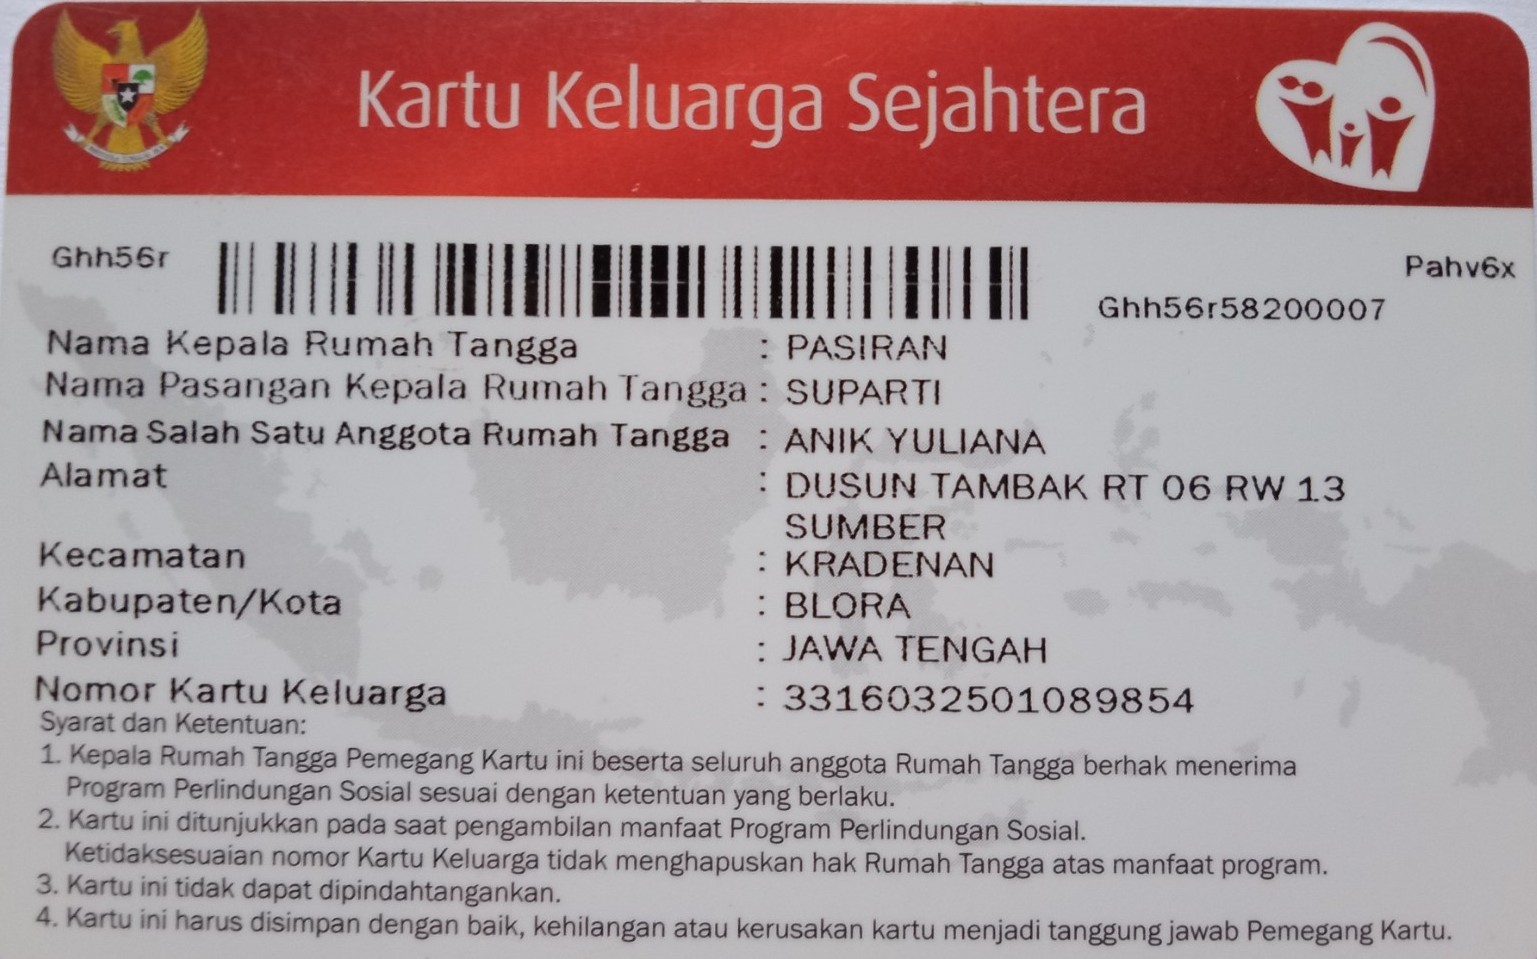 Kartu Keluarga Sejahtera
Ghh56r
Pahv6x
Ghh56r58200007
Nama Kepala Rumah Tangga : PASIRAN
Nama Pasangan Kepala Rumah Tangga : SUPARTI
Nama Salah Satu Anggota Rumah Tangga : ANIK YULIANA
Alamat : DUSUN TAMBAK RT 06 RW 13
SUMBER
Kecamatan : KRADENAN
Kabupaten/Kota : BLORA
Provinsi : JAWA TENGAH
Nomor Kartu Keluarga : 3316032501089854
Syarat dan Ketentuan:
1. Kepala Rumah Tangga Pemegang Kartu ini beserta seluruh anggota Rumah Tangga berhak menerima
Program Perlindungan Sosial sesuai dengan ketentuan yang berlaku.
2. Kartu ini ditunjukkan pada saat pengambilan manfaat Program Perlindungan Sosial.
Ketidaksesuaian nomor Kartu Keluarga tidak menghapuskan hak Rumah Tangga atas manfaat program.
3. Kartu ini tidak dapat dipindahtangankan.
4. Kartu ini harus disimpan dengan baik, kehilangan atau kerusakan kartu menjadi tanggung jawab Pemegang Kartu.